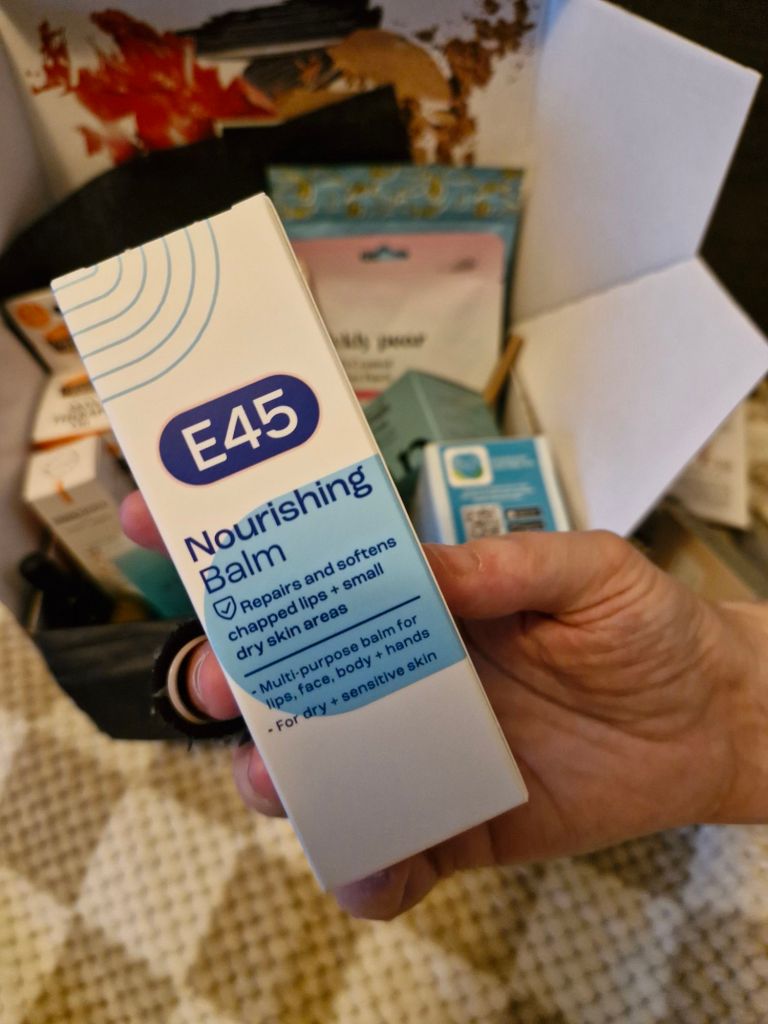 E45
Nourishing
Balm
Repairs and softens
chapped lips + small
dry skin areas
- Multi-purpose balm for
lips, face, body + hands
- For dry + sensitive skin
pear